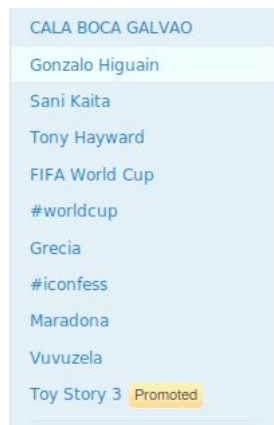 CALA BOCA GALVAO
Gonzalo Higuain
Sani Kaita
Tony Hayward
FIFA World Cup
#worldcup
Grecia
#iconfess
Maradona
Vuvuzela
Toy Story 3 Promoted